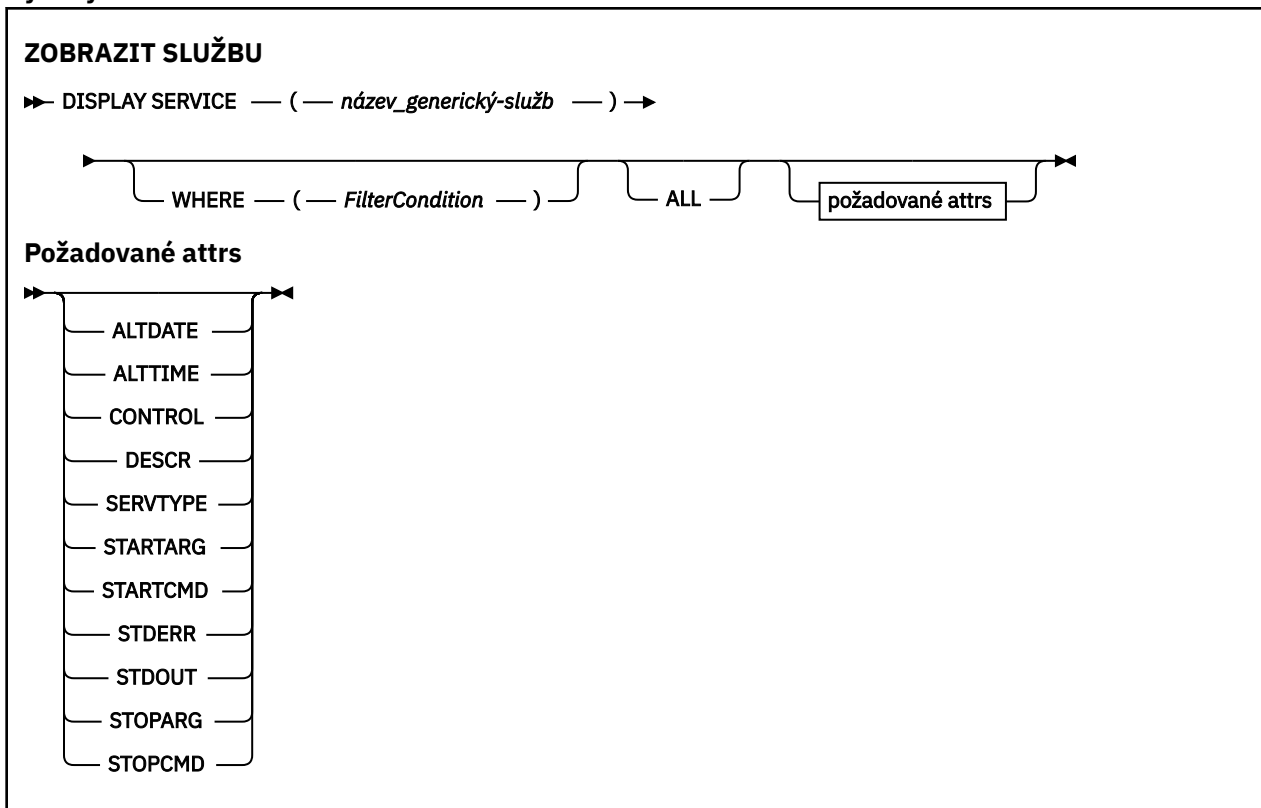 ZOBRAZIT SLUŽBU
DISPLAY SERVICE ( název_generický-služb )
WHERE ( FilterCondition ) ALL požadované attrs
Požadované attrs
ALTDATE
ALTTIME
CONTROL
DESCR
SERVTYPE
STARTARG
STARTCMD
STDERR
STDOUT
STOPARG
STOPCMD